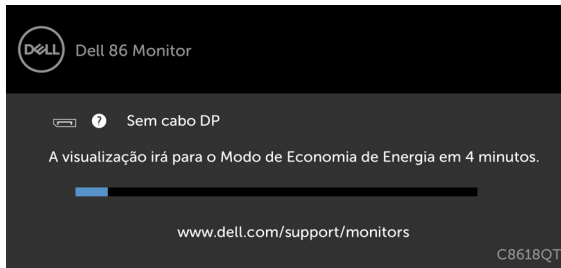 DELL
Dell 86 Monitor
? Sem cabo DP
A visualização irá para o Modo de Economia de Energia em 4 minutos.
www.dell.com/support/monitors
C8618QT